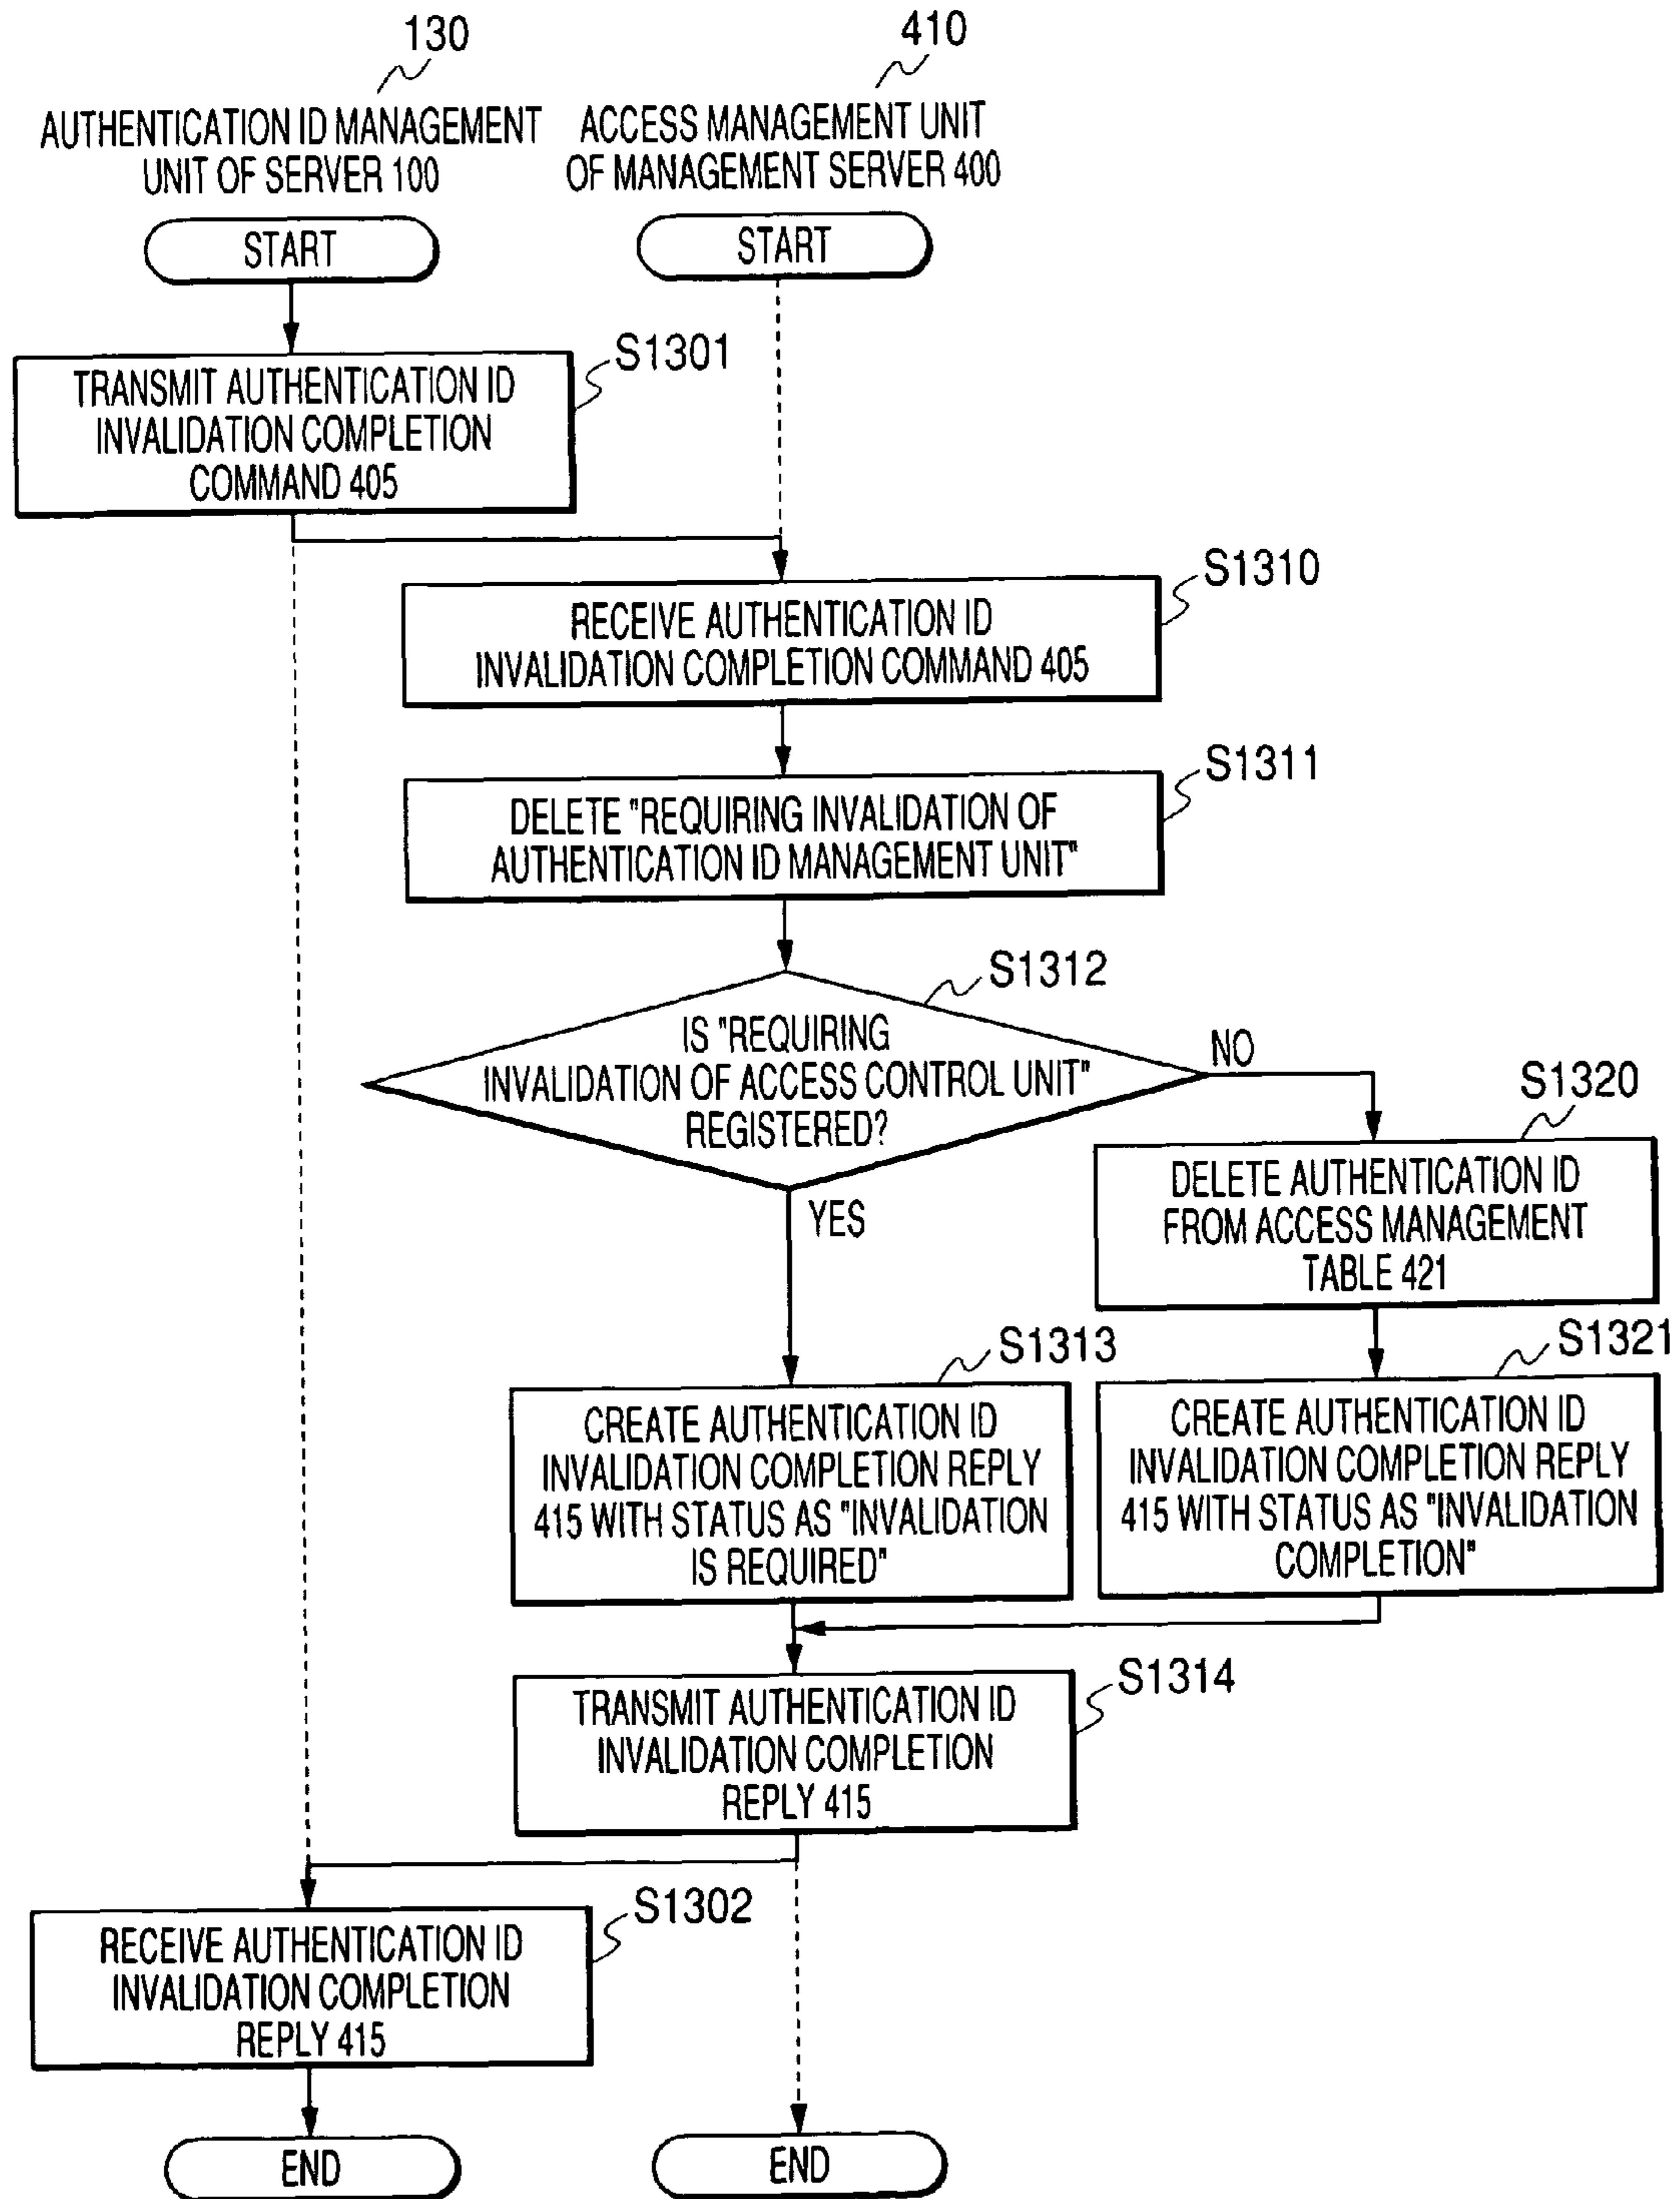 130
410
AUTHENTICATION ID MANAGEMENT
UNIT OF SERVER 100
ACCESS MANAGEMENT UNIT
OF MANAGEMENT SERVER 400
START
START
S1301
TRANSMIT AUTHENTICATION ID
INVALIDATION COMPLETION
COMMAND 405
S1310
RECEIVE AUTHENTICATION ID
INVALIDATION COMPLETION COMMAND 405
S1311
DELETE "REQUIRING INVALIDATION OF
AUTHENTICATION ID MANAGEMENT UNIT"
S1312
IS "REQUIRING
INVALIDATION OF ACCESS CONTROL UNIT"
REGISTERED?
NO
YES
S1320
DELETE AUTHENTICATION ID
FROM ACCESS MANAGEMENT
TABLE 421
S1313
CREATE AUTHENTICATION ID
INVALIDATION COMPLETION REPLY
415 WITH STATUS AS "INVALIDATION
IS REQUIRED"
S1321
CREATE AUTHENTICATION ID
INVALIDATION COMPLETION REPLY
415 WITH STATUS AS "INVALIDATION
COMPLETION"
S1314
TRANSMIT AUTHENTICATION ID
INVALIDATION COMPLETION
REPLY 415
S1302
RECEIVE AUTHENTICATION ID
INVALIDATION COMPLETION
REPLY 415
END
END